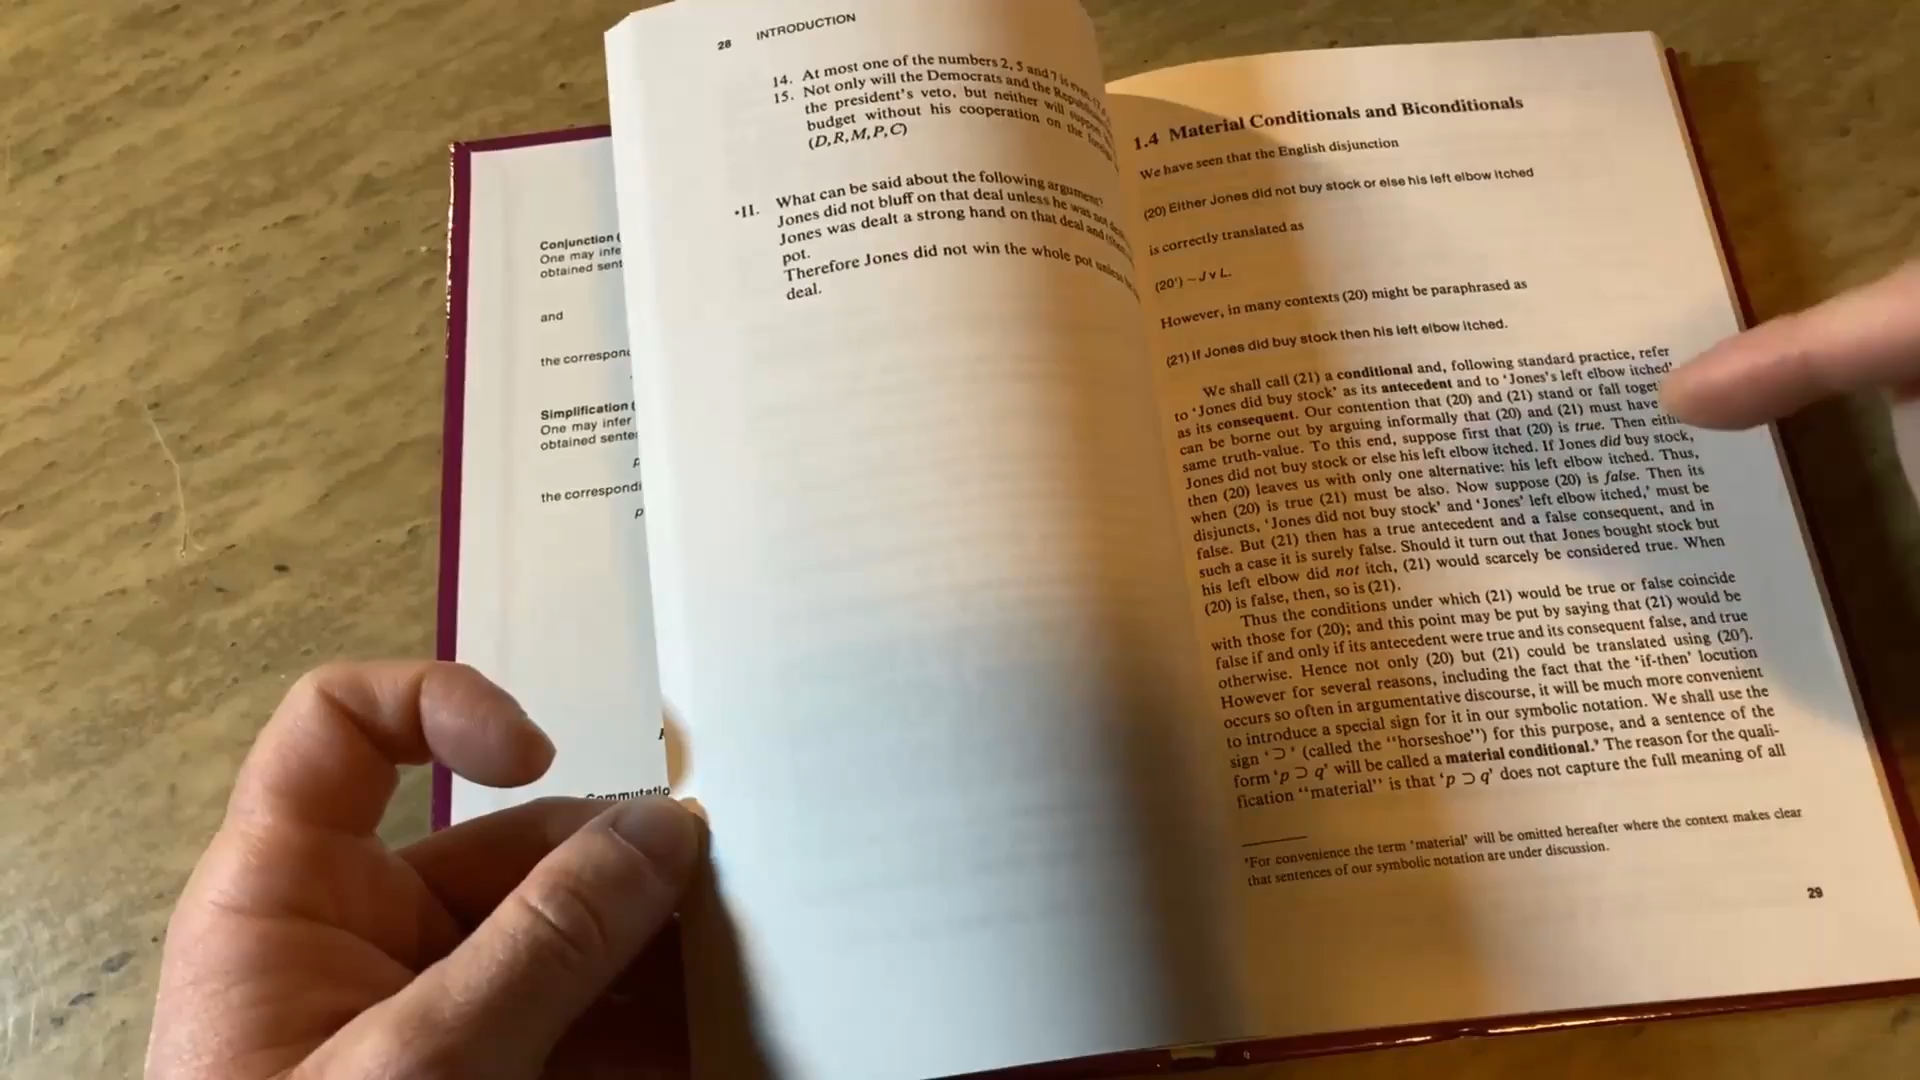 Conjunction (
One may infe
obtained sent
and
the correspon
Simplification (
One may infer
obtained sente
p
the correspondi
p
Commutatio
28 INTRODUCTION
14. At most one of the numbers 2, 5 and 7 is even.
15. Not only will the Democrats and the
the president's veto, but neither will support
budget without his cooperation on the
(D,R,M,P,C)
*II. What can be said about the following argument?
Jones did not bluff on that deal unless he was not
Jones was dealt a strong hand on that deal and
pot.
Therefore Jones did not win the whole pot unless
deal.
1.4 Material Conditionals and Biconditionals
We have seen that the English disjunction
(20) Either Jones did not buy stock or else his left elbow itched
is correctly translated as
(20') ~J v L.
However, in many contexts (20) might be paraphrased as
(21) If Jones did buy stock then his left elbow itched.
We shall call (21) a conditional and, following standard practice, refer
to 'Jones did buy stock' as its antecedent and to 'Jones's left elbow itched'
as its consequent. Our contention that (20) and (21) stand or fall toget
can be borne out by arguing informally that (20) and (21) must have
same truth-value. To this end, suppose first that (20) is true. Then eith
Jones did not buy stock or else his left elbow itched. If Jones did buy stock,
then (20) leaves us with only one alternative: his left elbow itched. Thus,
when (20) is true (21) must be also. Now suppose (20) is false. Then its
disjuncts, 'Jones did not buy stock' and 'Jones' left elbow itched,' must be
false. But (21) then has a true antecedent and a false consequent, and in
such a case it is surely false. Should it turn out that Jones bought stock but
his left elbow did not itch, (21) would scarcely be considered true. When
(20) is false, then, so is (21).
Thus the conditions under which (21) would be true or false coincide
with those for (20); and this point may be put by saying that (21) would be
false if and only if its antecedent were true and its consequent false, and true
otherwise. Hence not only (20) but (21) could be translated using (20').
However for several reasons, including the fact that the 'if-then' locution
occurs so often in argumentative discourse, it will be much more convenient
to introduce a special sign for it in our symbolic notation. We shall use the
sign '⊃' (called the "horseshoe") for this purpose, and a sentence of the
form 'p ⊃ q' will be called a material conditional.* The reason for the quali-
fication "material" is that 'p ⊃ q' does not capture the full meaning of all
*For convenience the term 'material' will be omitted hereafter where the context makes clear
that sentences of our symbolic notation are under discussion.
29